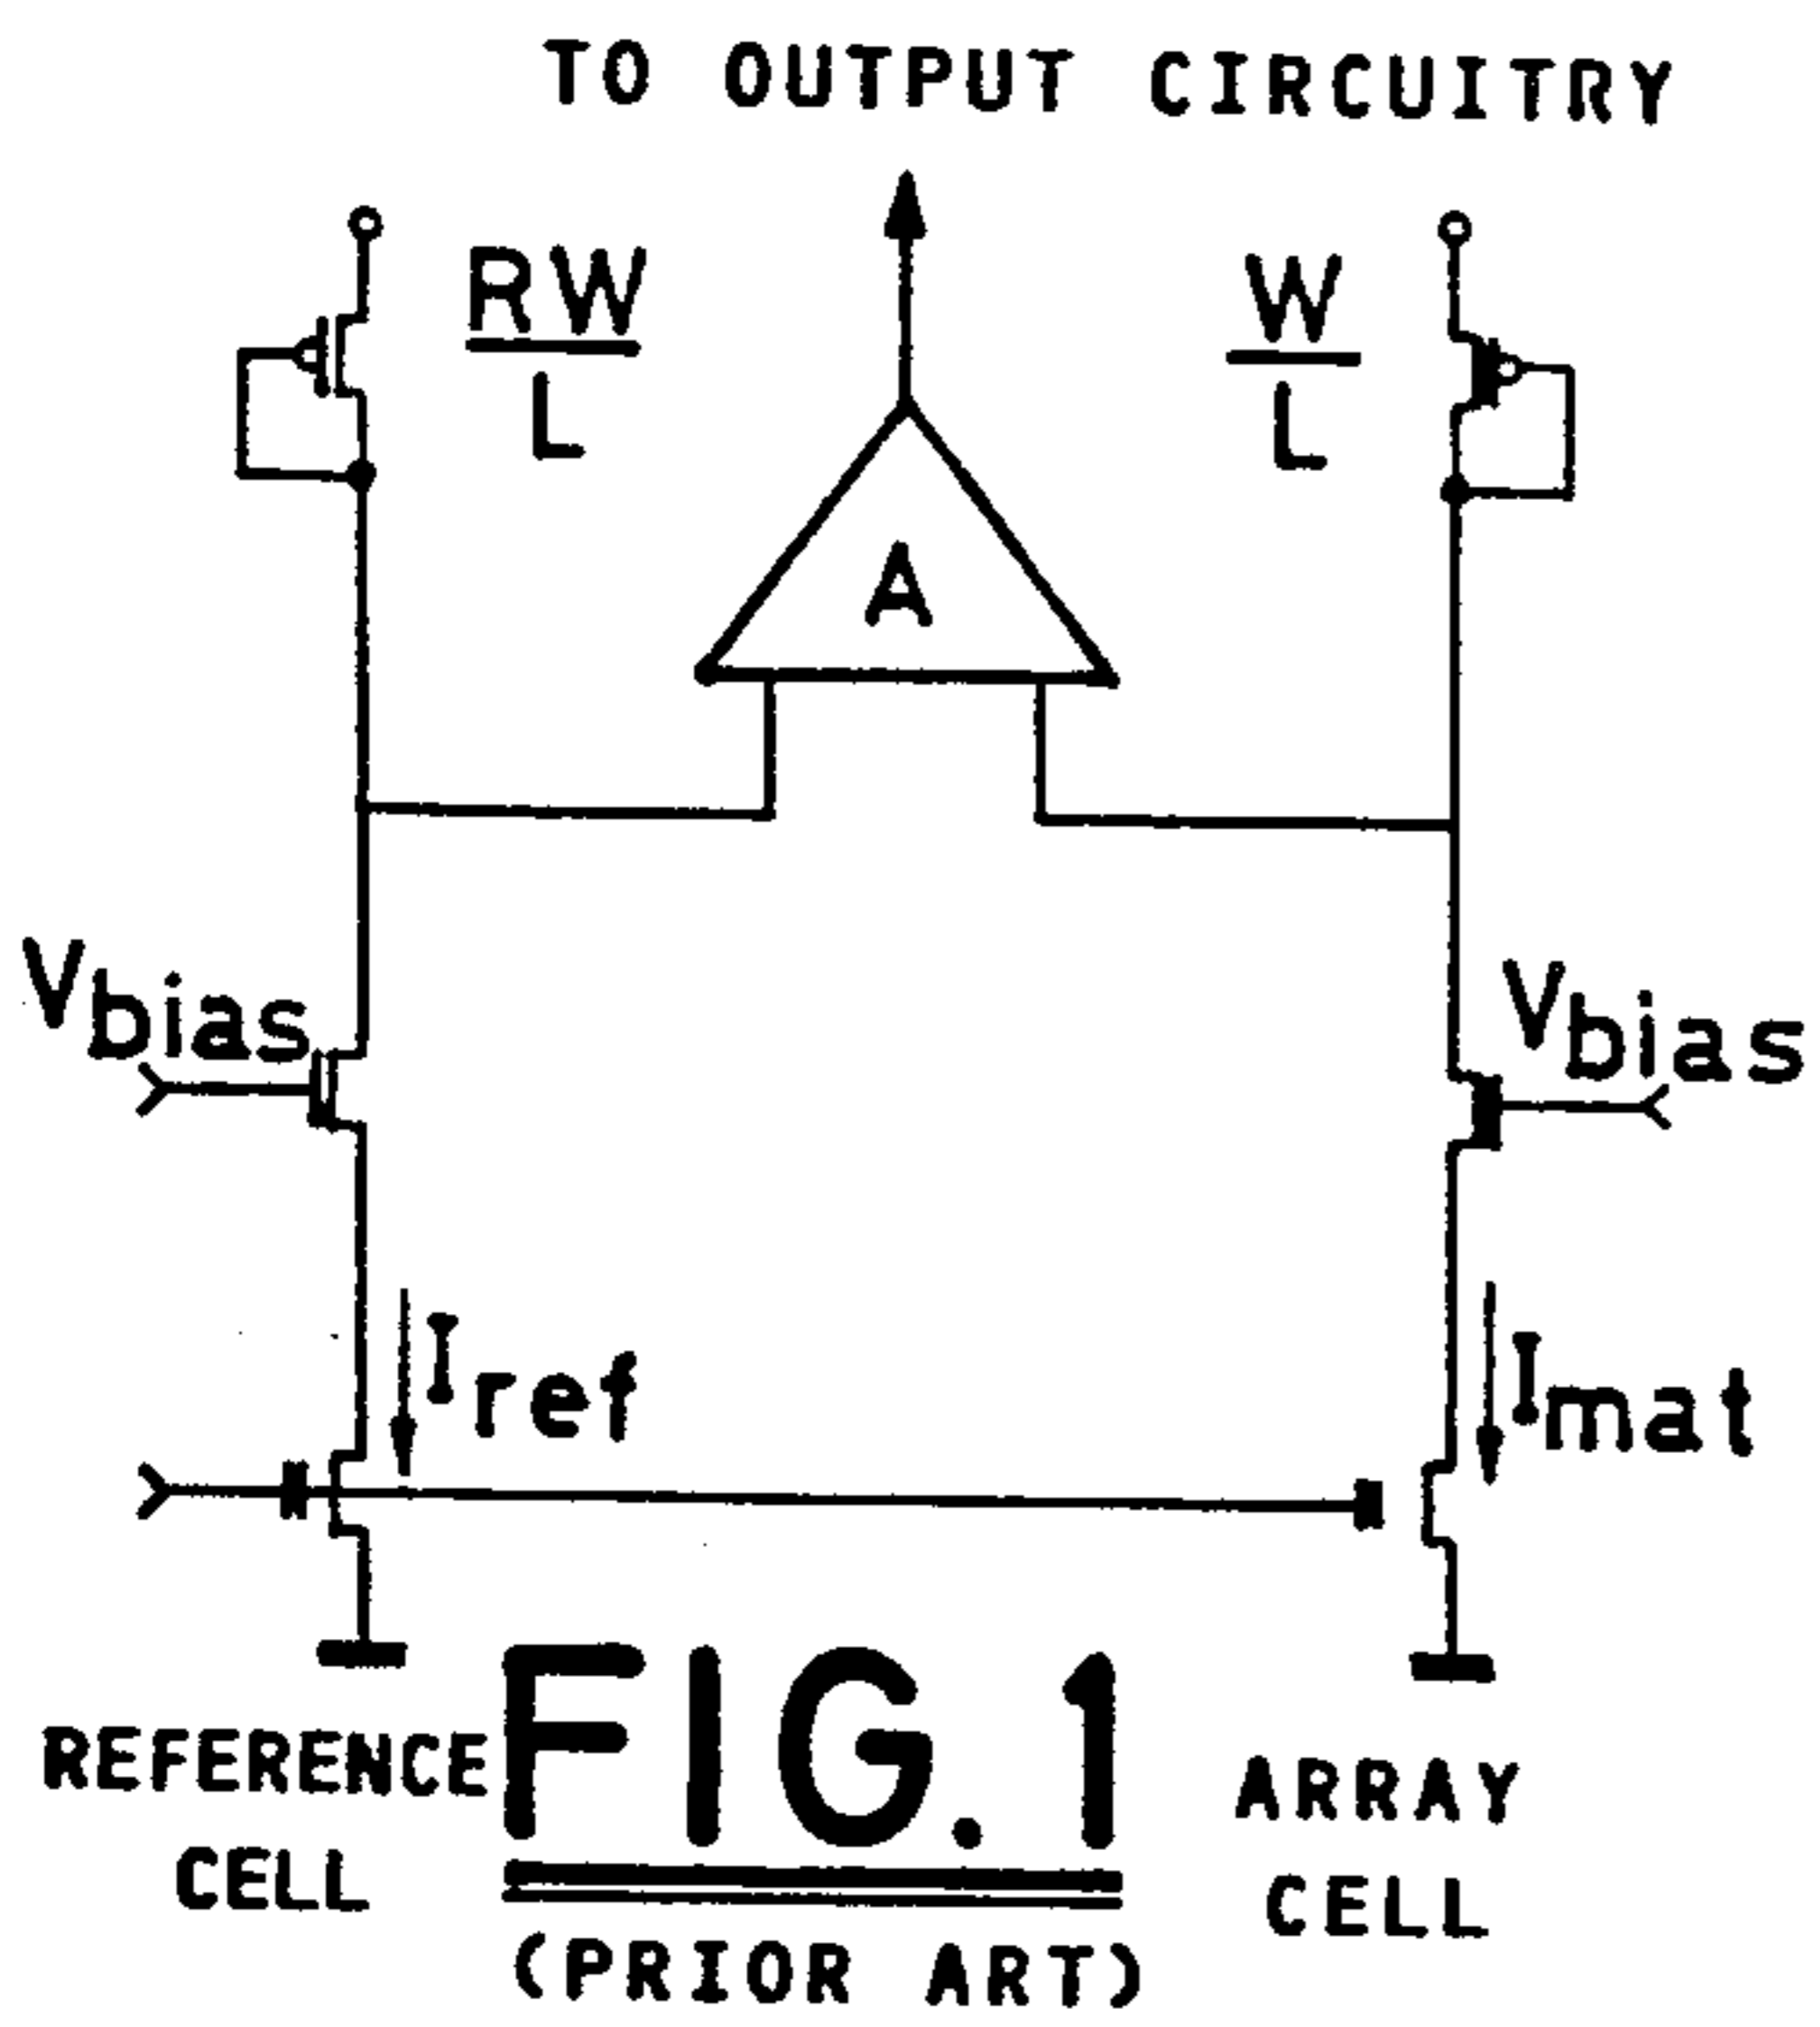 TO OUTPUT CIRCUITRY
RW
L
W
L
A
Vbias
Vbias
Iref
Imat
REFERENCE
CELL
FIG.1
(PRIOR ART)
ARRAY
CELL